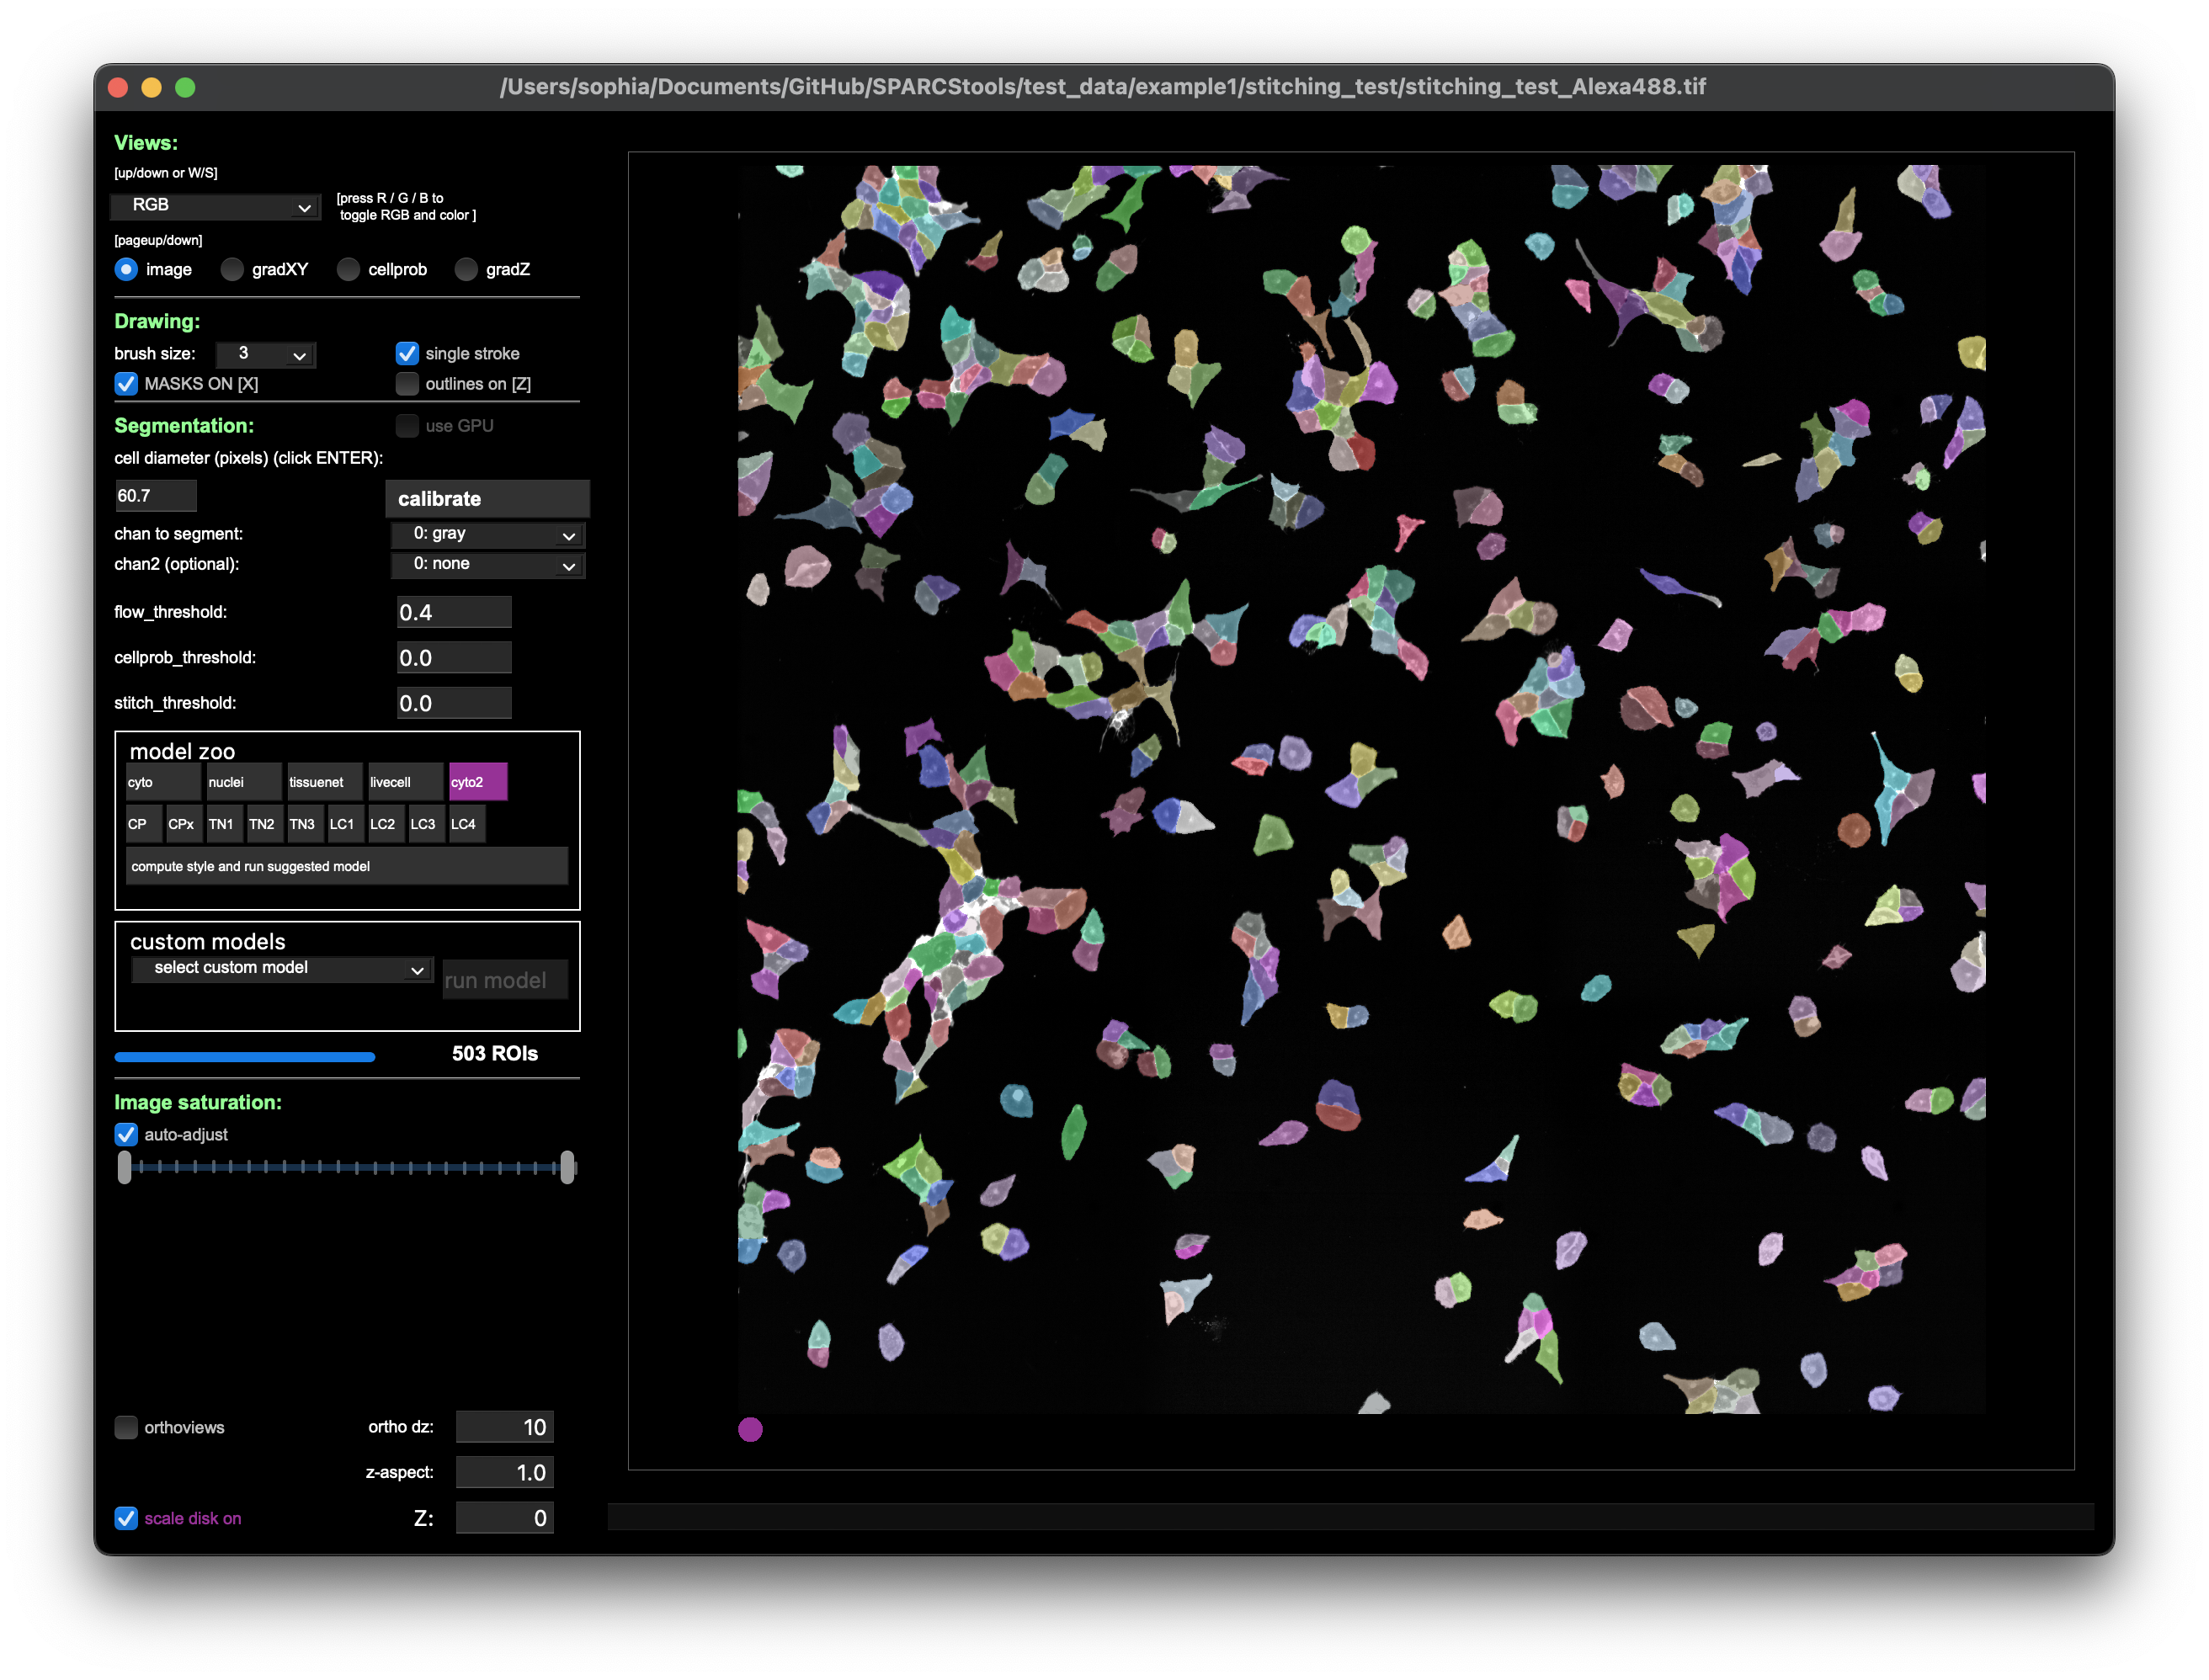 /Users/sophia/Documents/GitHub/SPARCStools/test_data/example1/stitching_test/stitching_test_Alexa488.tif
Views:
[up/down or W/S]
RGB
[press R / G / B to
toggle RGB and color ]
[pageup/down]
image gradXY cellprob gradZ
Drawing:
brush size: 3 single stroke
MASKS ON [X] outlines on [Z]
Segmentation: use GPU
cell diameter (pixels) (click ENTER):
60.7 calibrate
chan to segment: 0: gray
chan2 (optional): 0: none
flow_threshold: 0.4
cellprob_threshold: 0.0
stitch_threshold: 0.0
model zoo
cyto nuclei tissuenet livecell cyto2
CP CPx TN1 TN2 TN3 LC1 LC2 LC3 LC4
compute style and run suggested model
custom models
select custom model run model
503 ROIs
Image saturation:
auto-adjust
orthoviews ortho dz: 10
z-aspect: 1.0
scale disk on Z: 0